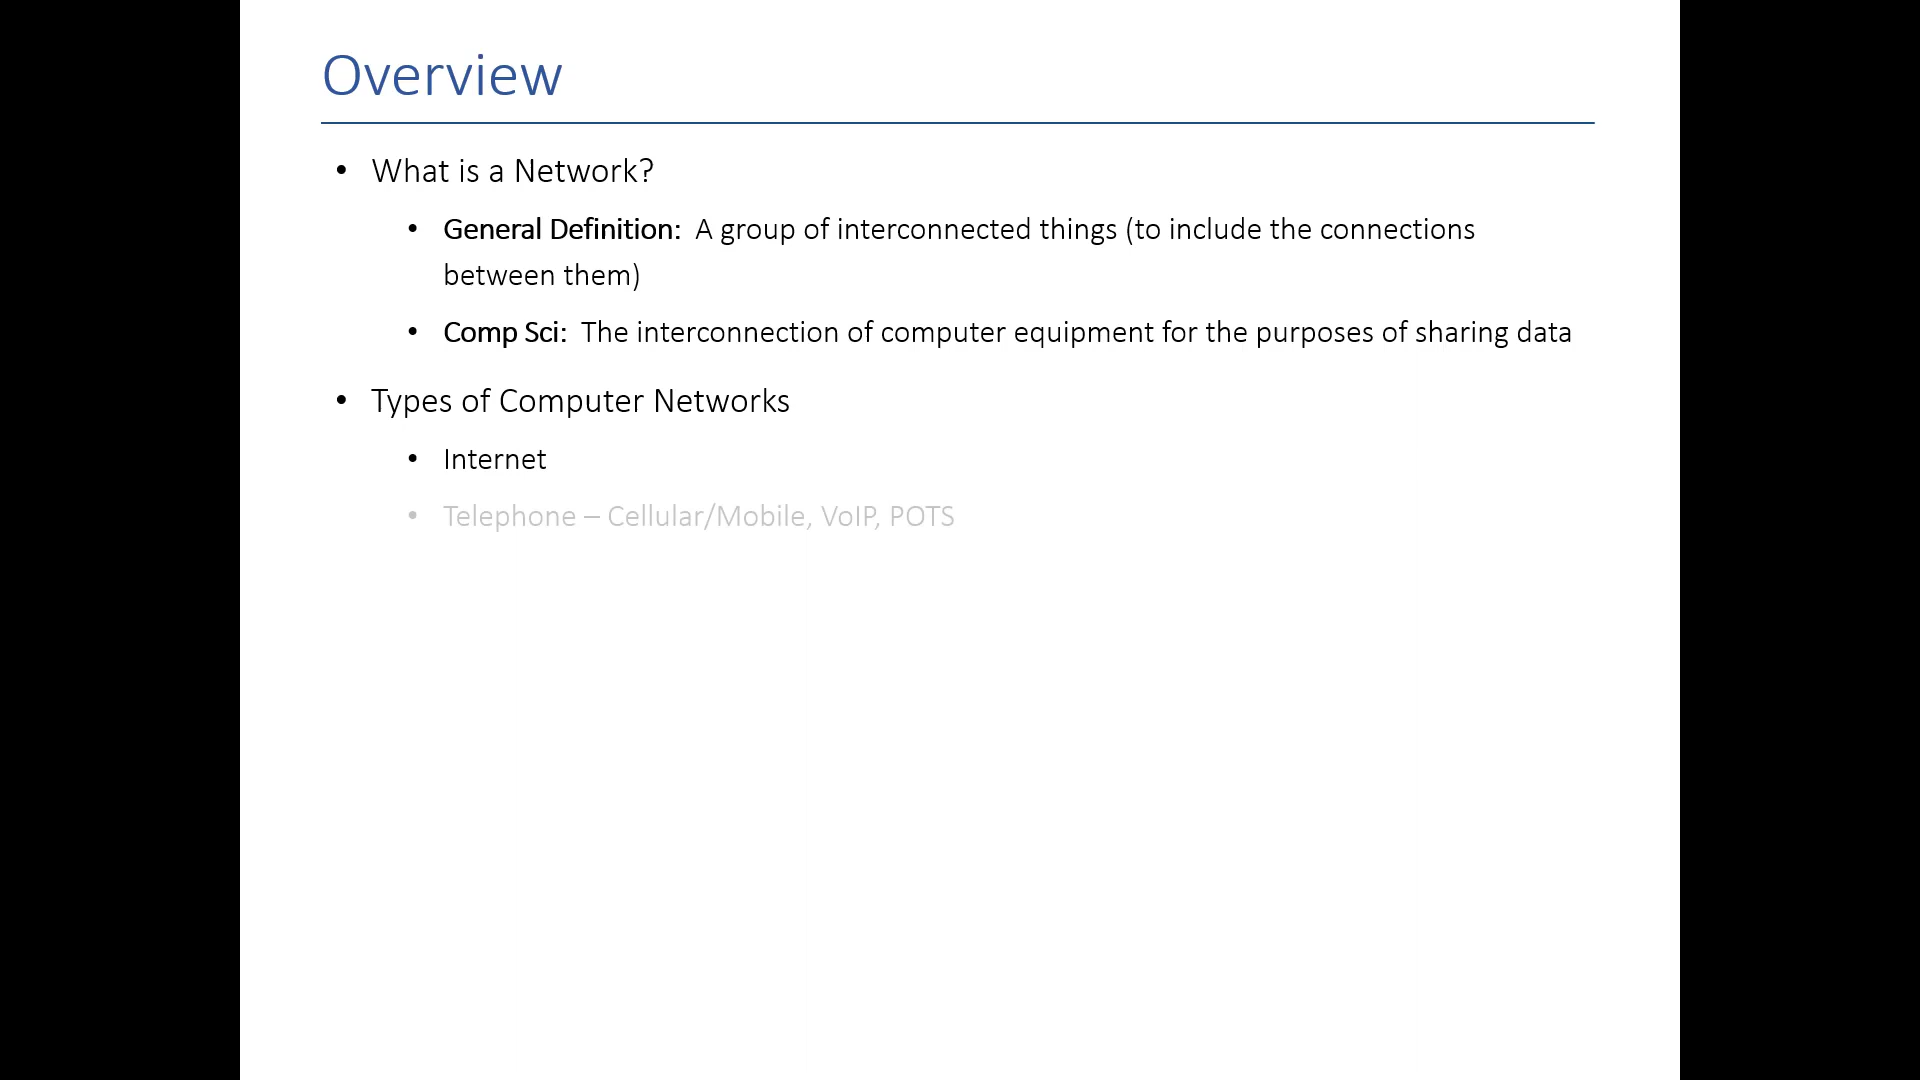 Overview
• What is a Network?
• General Definition: A group of interconnected things (to include the connections
between them)
• Comp Sci: The interconnection of computer equipment for the purposes of sharing data
• Types of Computer Networks
• Internet
• Telephone – Cellular/Mobile, VoIP, POTS